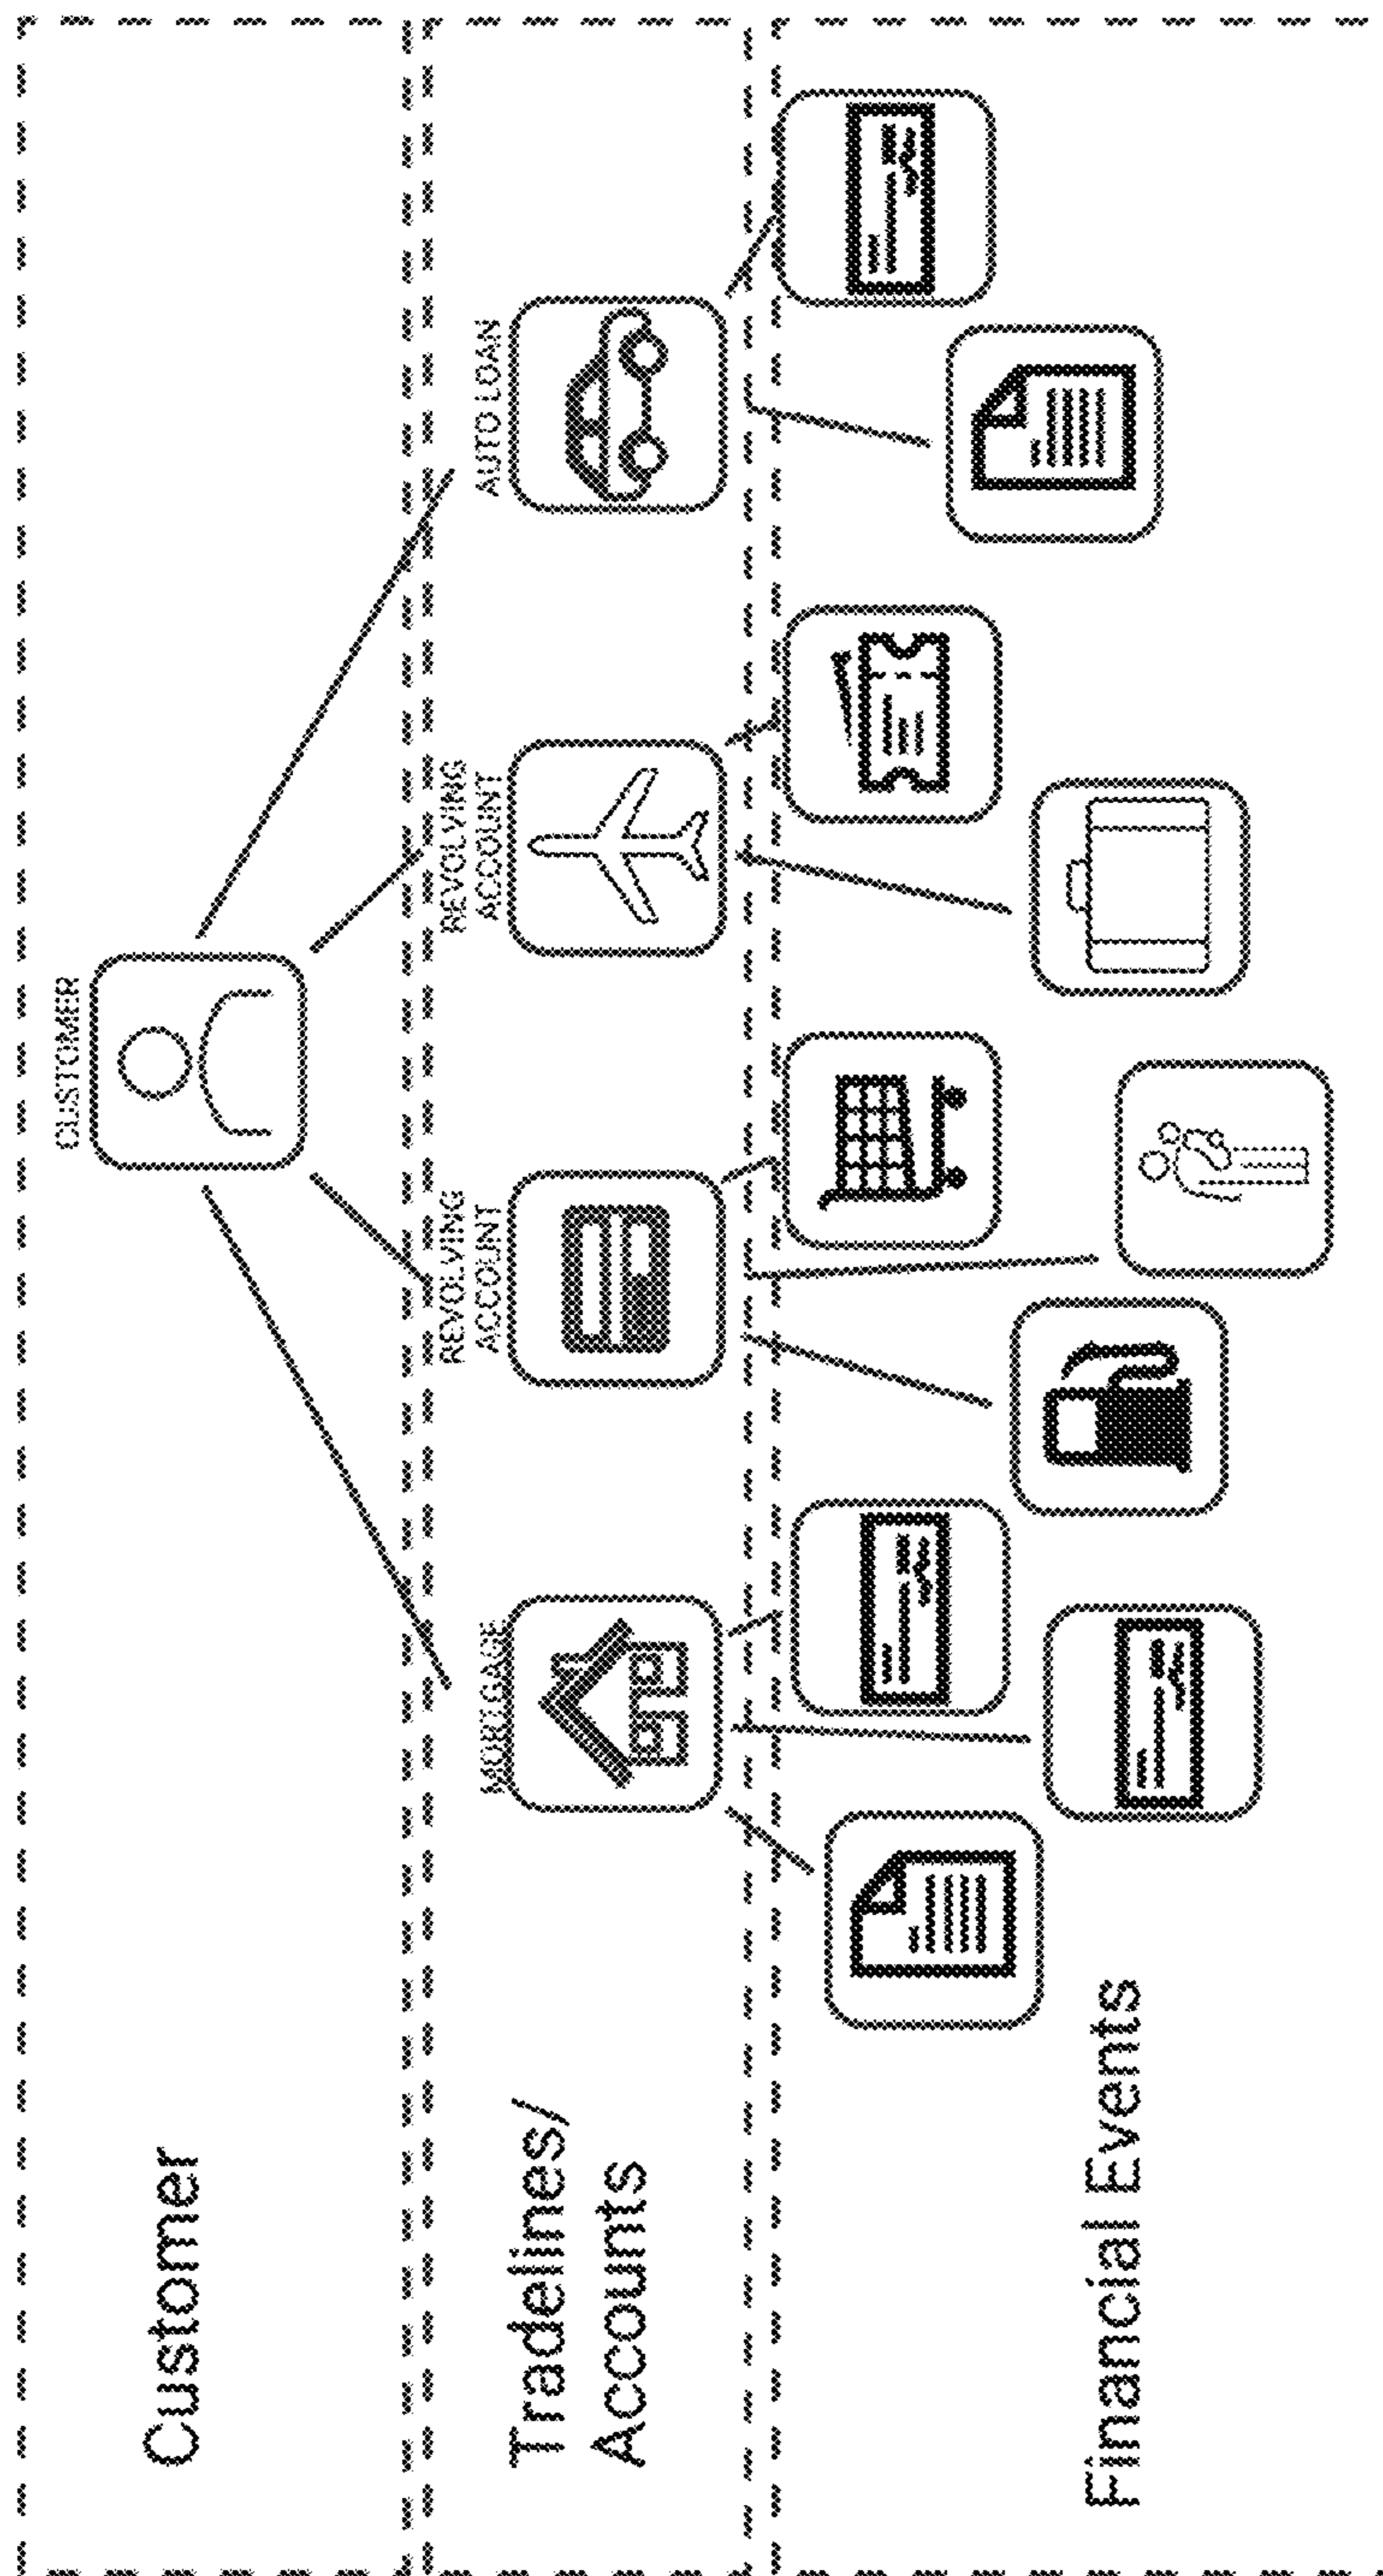 Customer
CUSTOMER
Tradelines/
Accounts
MORTGAGE
REVOLVING
ACCOUNT
REVOLVING
ACCOUNT
AUTO LOAN
Financial Events